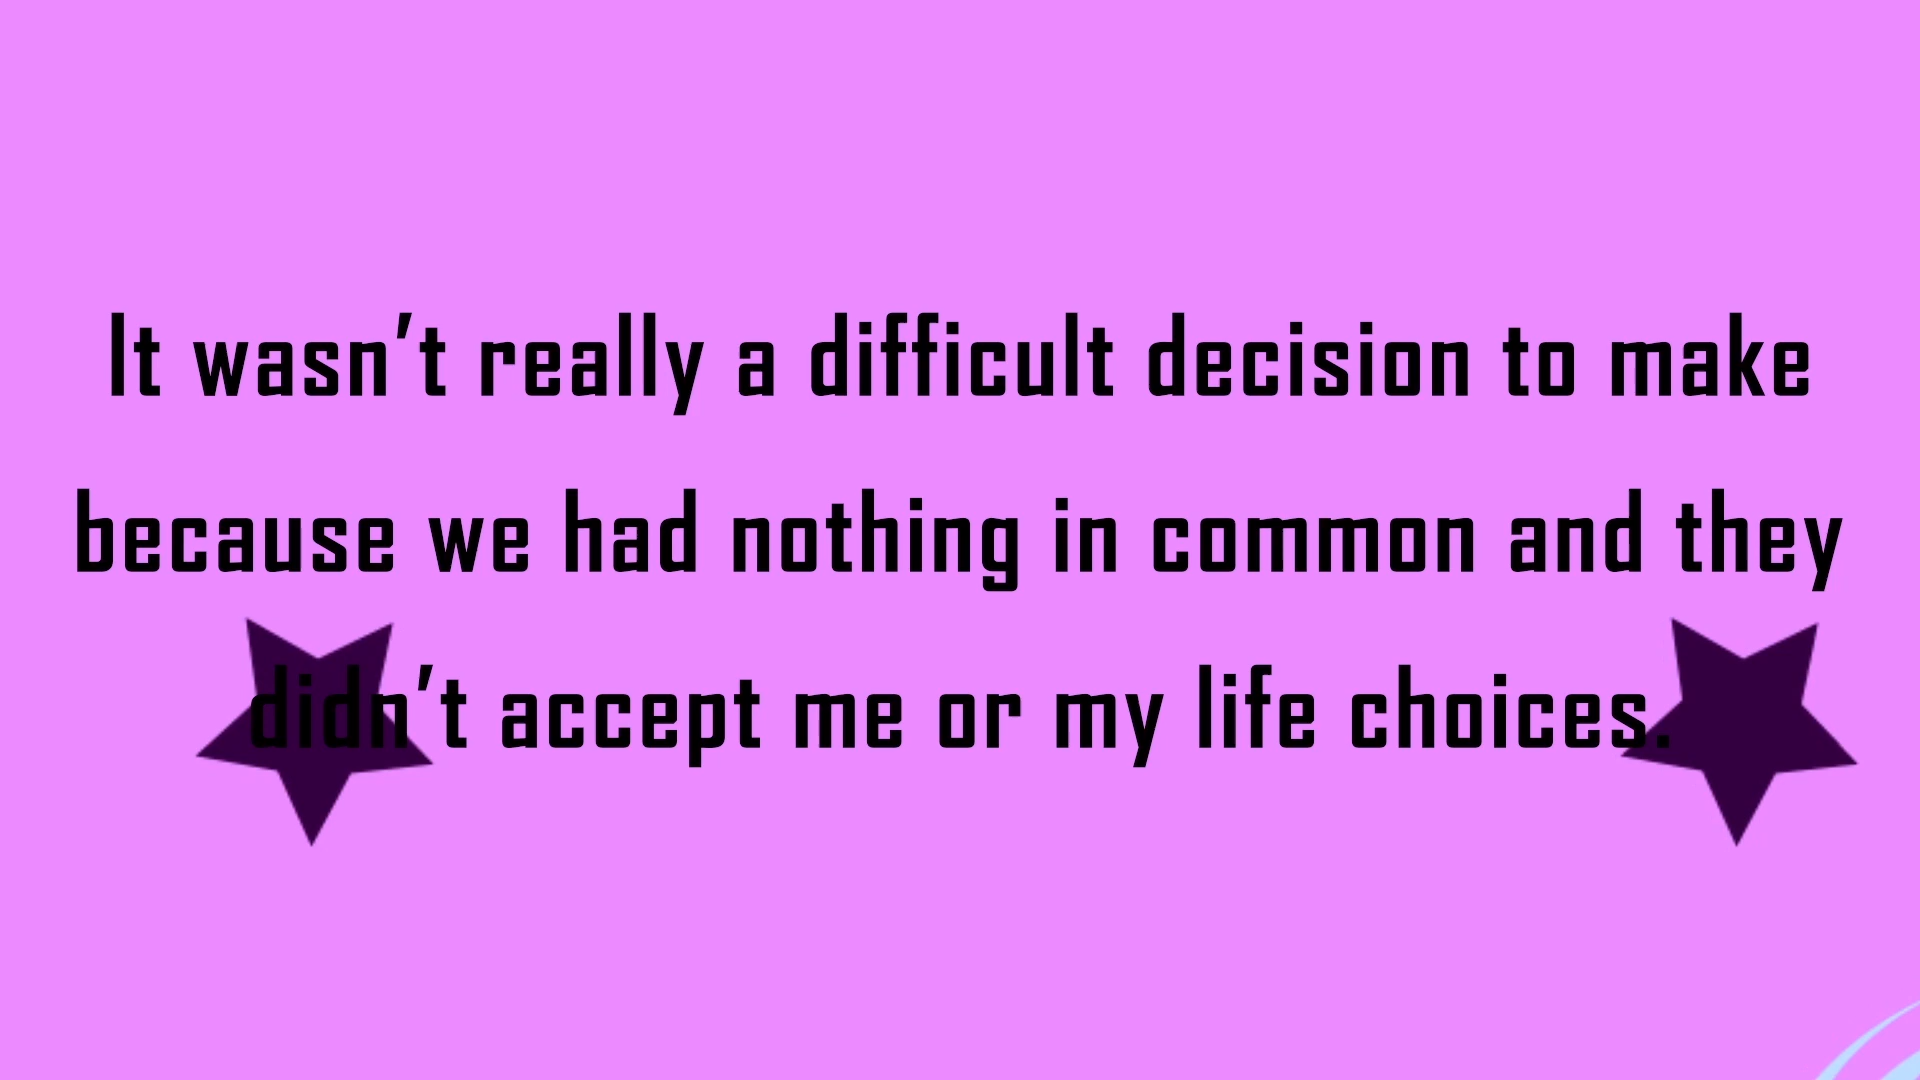 It wasn’t really a difficult decision to make
because we had nothing in common and they
didn’t accept me or my life choices.